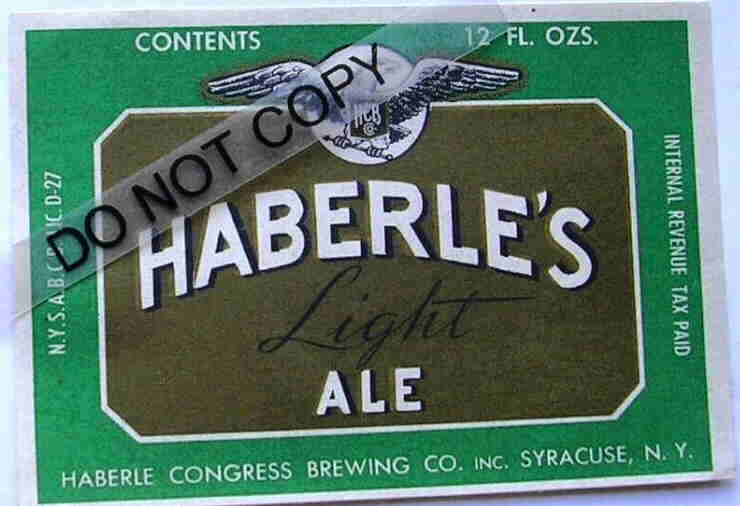 CONTENTS 12 FL. OZS.
HCB
Co
DO NOT COPY
HABERLE'S
Light
ALE
N.Y.S.A.B.C. D-27
INTERNAL REVENUE TAX PAID
HABERLE CONGRESS BREWING CO. INC. SYRACUSE, N. Y.